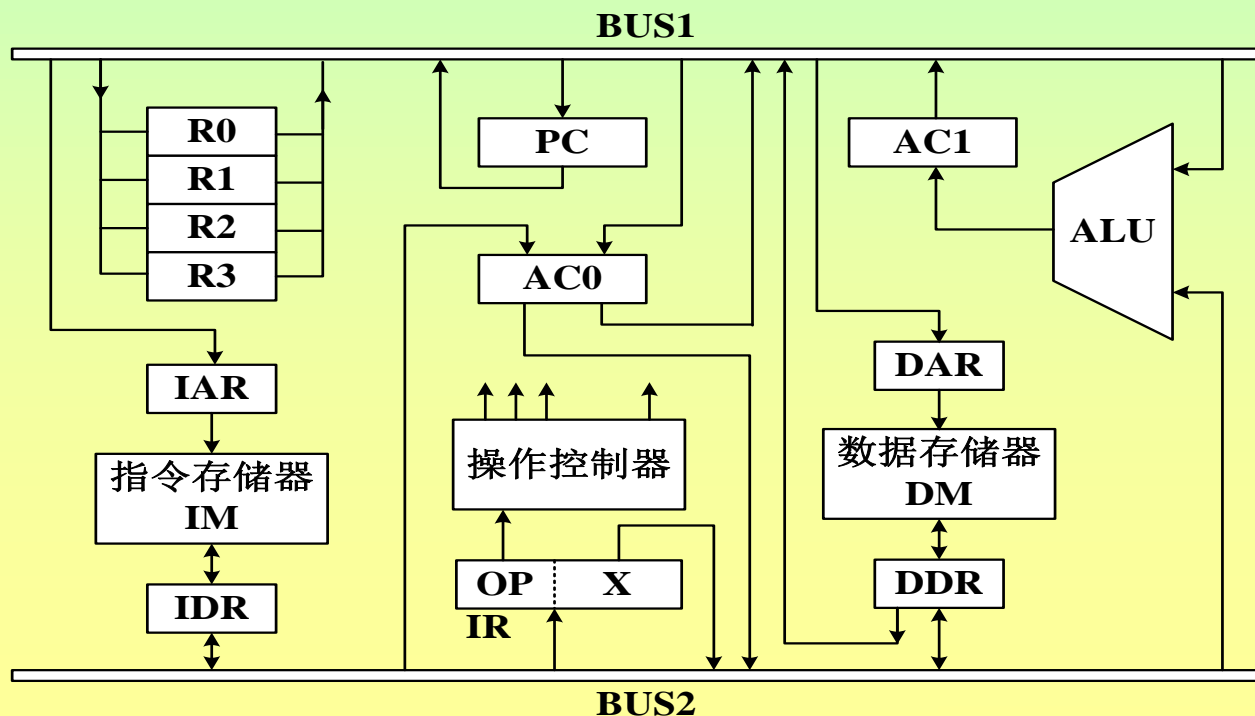 BUS1
R0
R1
R2
R3
PC
AC1
ALU
AC0
IAR
DAR
指令存储器
IM
操作控制器
数据存储器
DM
OP
X
IR
IDR
DDR
BUS2